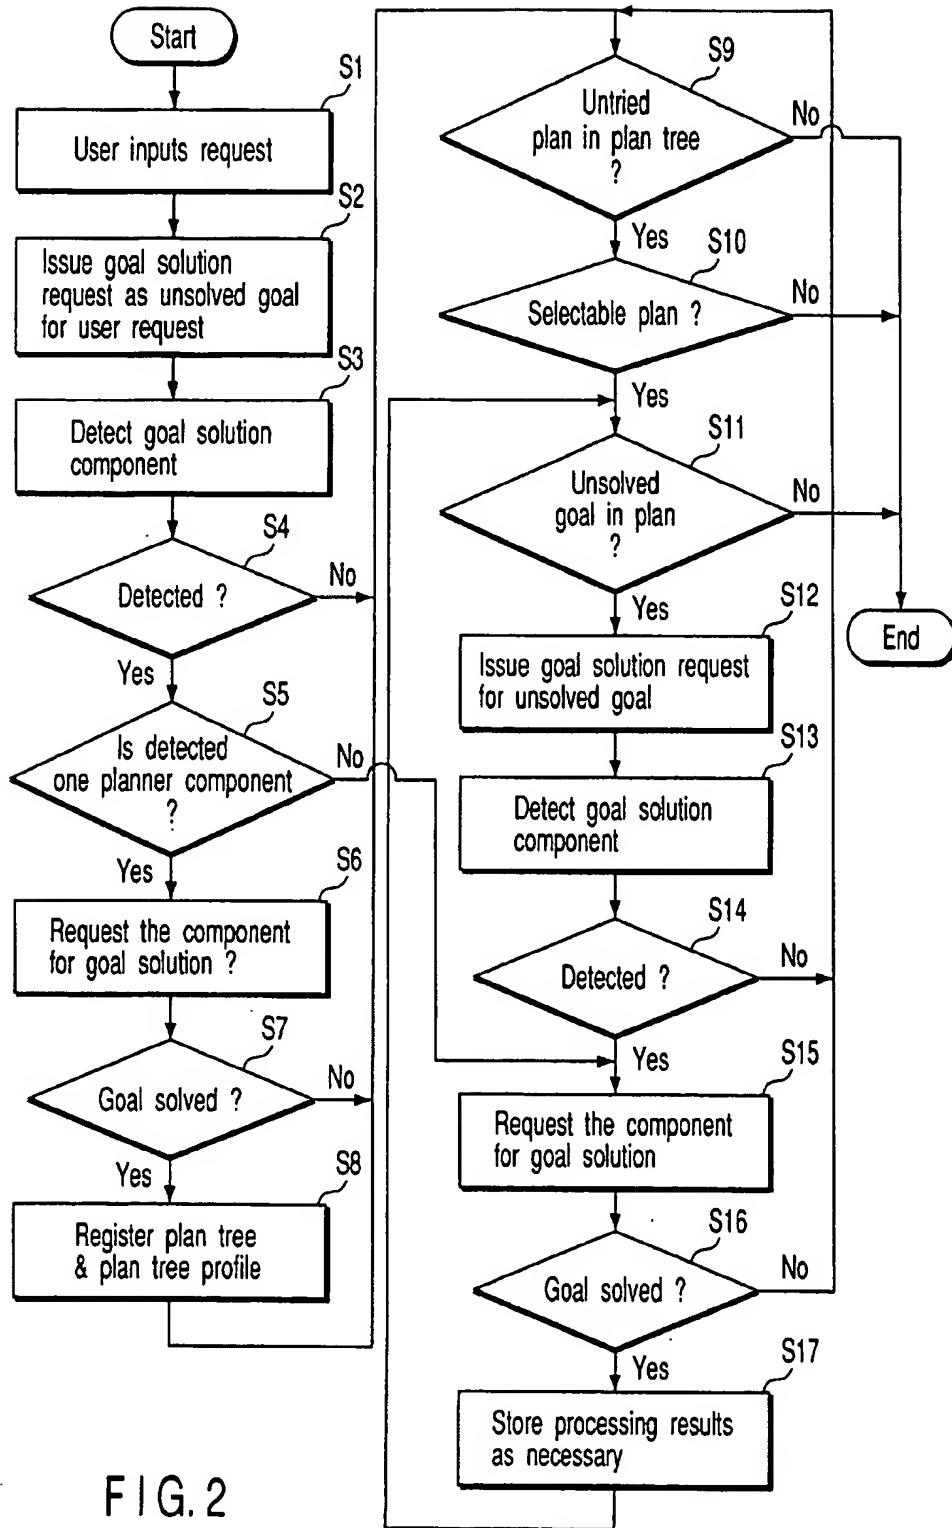 Start
S1
User inputs request
S2
Issue goal solution
request as unsolved goal
for user request
S3
Detect goal solution
component
S4
Detected ?
No
Yes
S5
Is detected
one planner component
?
No
Yes
S6
Request the component
for goal solution ?
S7
Goal solved ?
No
Yes
S8
Register plan tree
& plan tree profile
S9
Untried
plan in plan tree
?
No
Yes
S10
Selectable plan ?
No
Yes
S11
Unsolved
goal in plan
?
No
Yes
End
S12
Issue goal solution request
for unsolved goal
S13
Detect goal solution
component
S14
Detected ?
No
Yes
S15
Request the component
for goal solution
S16
Goal solved ?
No
Yes
S17
Store processing results
as necessary
FIG. 2